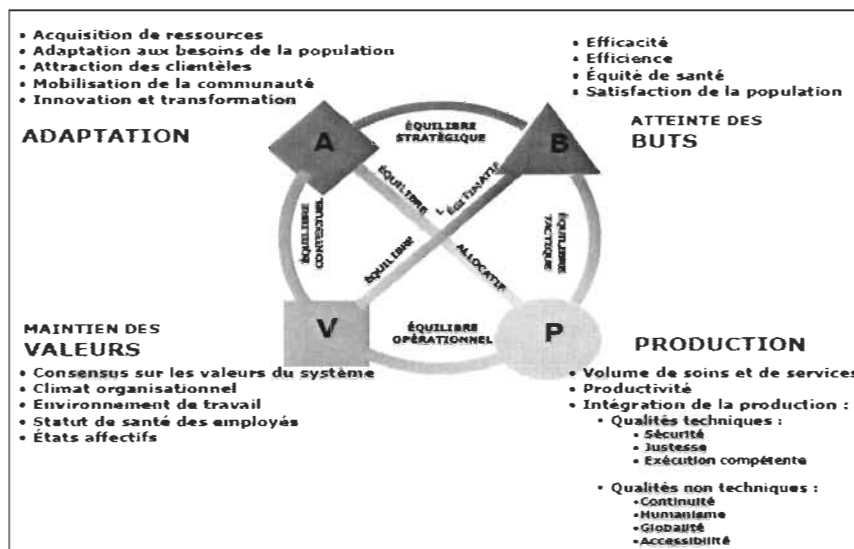 • Acquisition de ressources
• Adaptation aux besoins de la population
• Attraction des clientèles
• Mobilisation de la communauté
• Innovation et transformation
ADAPTATION
• Efficacité
• Efficience
• Équité de santé
• Satisfaction de la population
ATTEINTE DES
BUTS
A
B
ÉQUILIBRE
STRATÉGIQUE
ÉQUILIBRE
CONTEXTUEL
ÉQUILIBRE
ALLOCATIF
ÉQUILIBRE
LÉGITIMATIF
ÉQUILIBRE
TACTIQUE
V
P
ÉQUILIBRE
OPÉRATIONNEL
MAINTIEN DES
VALEURS
• Consensus sur les valeurs du système
• Climat organisationnel
• Environnement de travail
• Statut de santé des employés
• États affectifs
PRODUCTION
• Volume de soins et de services
• Productivité
• Intégration de la production :
• Qualités techniques :
• Sécurité
• Justesse
• Exécution compétente
• Qualités non techniques :
• Continuité
• Humanisme
• Globalité
• Accessibilité